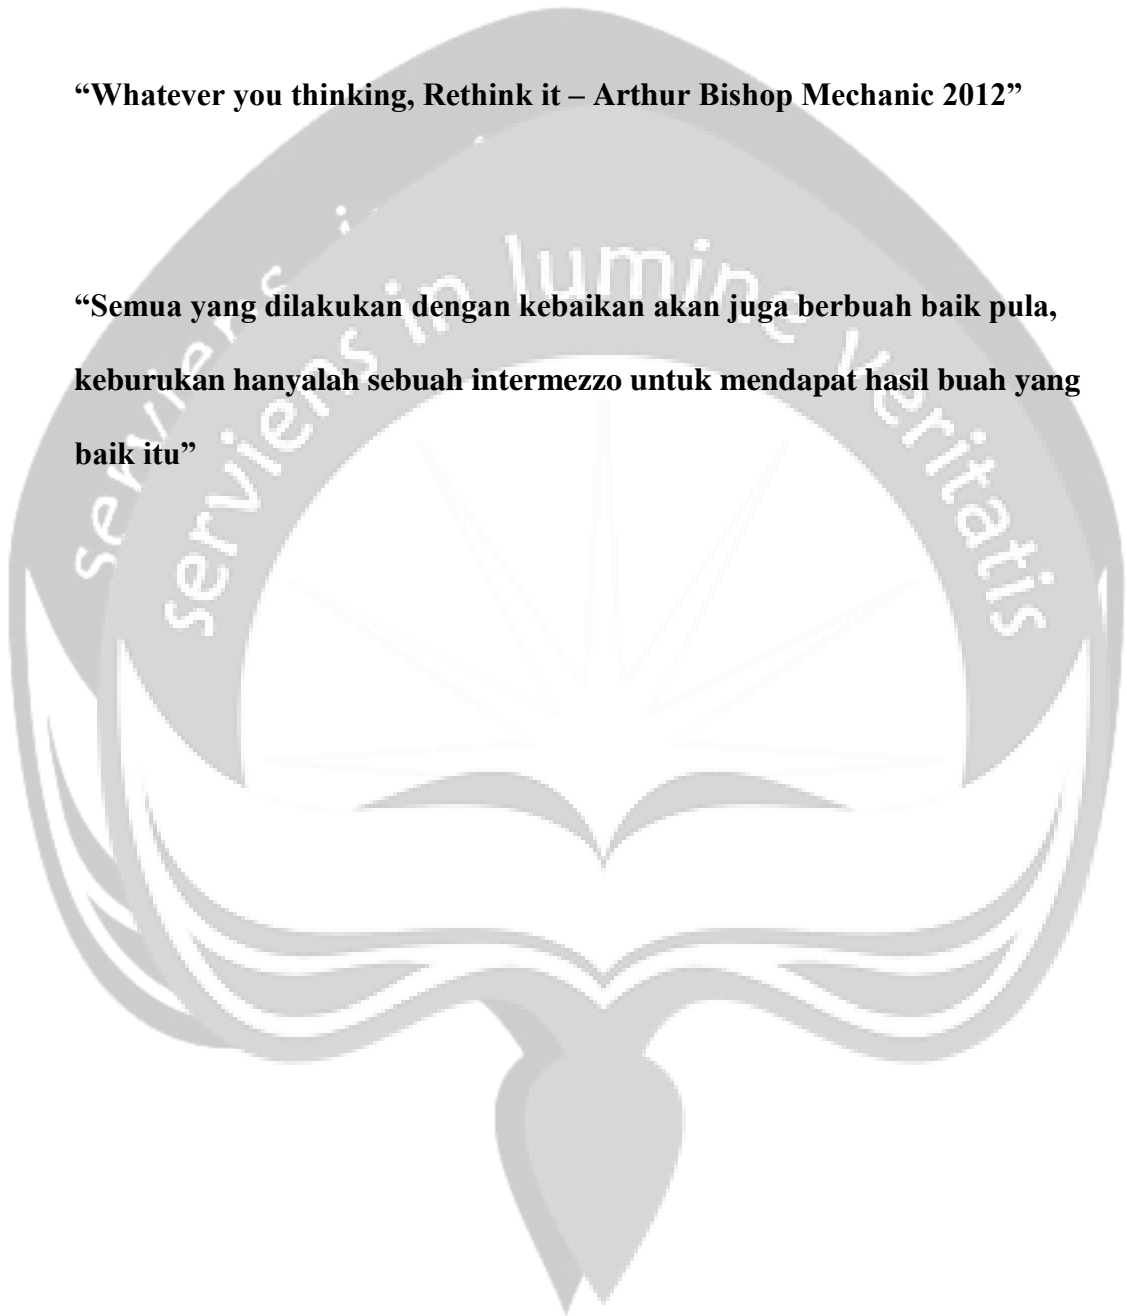 “Whatever you thinking, Rethink it – Arthur Bishop Mechanic 2012”
serviens in lumine veritatis
“Semua yang dilakukan dengan kebaikan akan juga berbuah baik pula,
keburukan hanyalah sebuah intermezzo untuk mendapat hasil buah yang
baik itu”